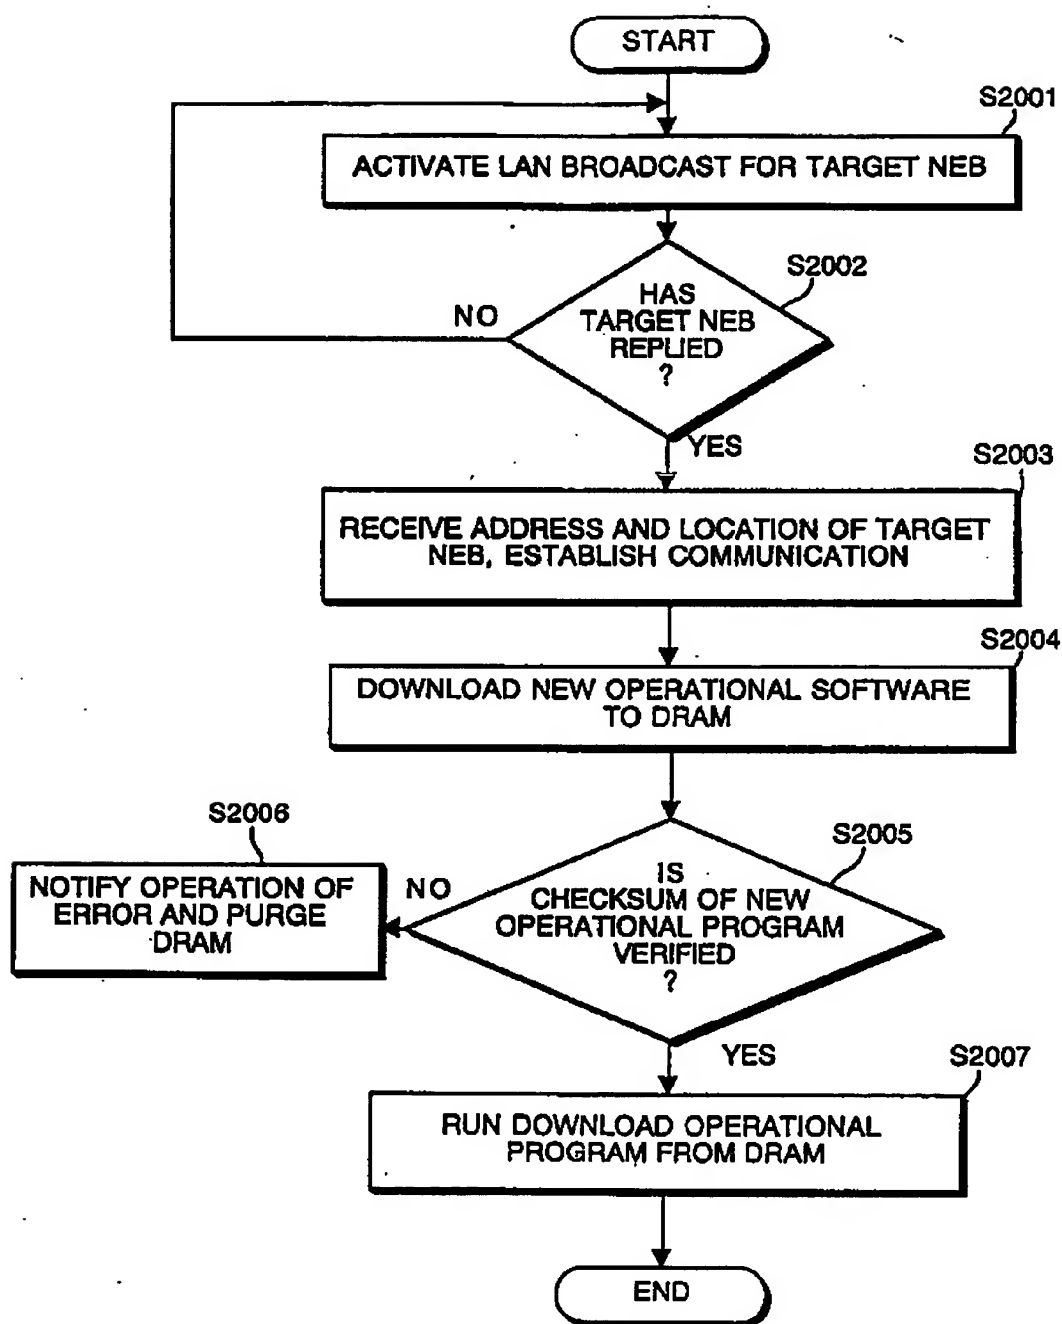 START
S2001
ACTIVATE LAN BROADCAST FOR TARGET NEB
S2002
HAS
TARGET NEB
REPLIED
?
NO
YES
S2003
RECEIVE ADDRESS AND LOCATION OF TARGET
NEB, ESTABLISH COMMUNICATION
S2004
DOWNLOAD NEW OPERATIONAL SOFTWARE
TO DRAM
S2005
IS
CHECKSUM OF NEW
OPERATIONAL PROGRAM
VERIFIED
?
NO
S2006
NOTIFY OPERATION OF
ERROR AND PURGE
DRAM
YES
S2007
RUN DOWNLOAD OPERATIONAL
PROGRAM FROM DRAM
END